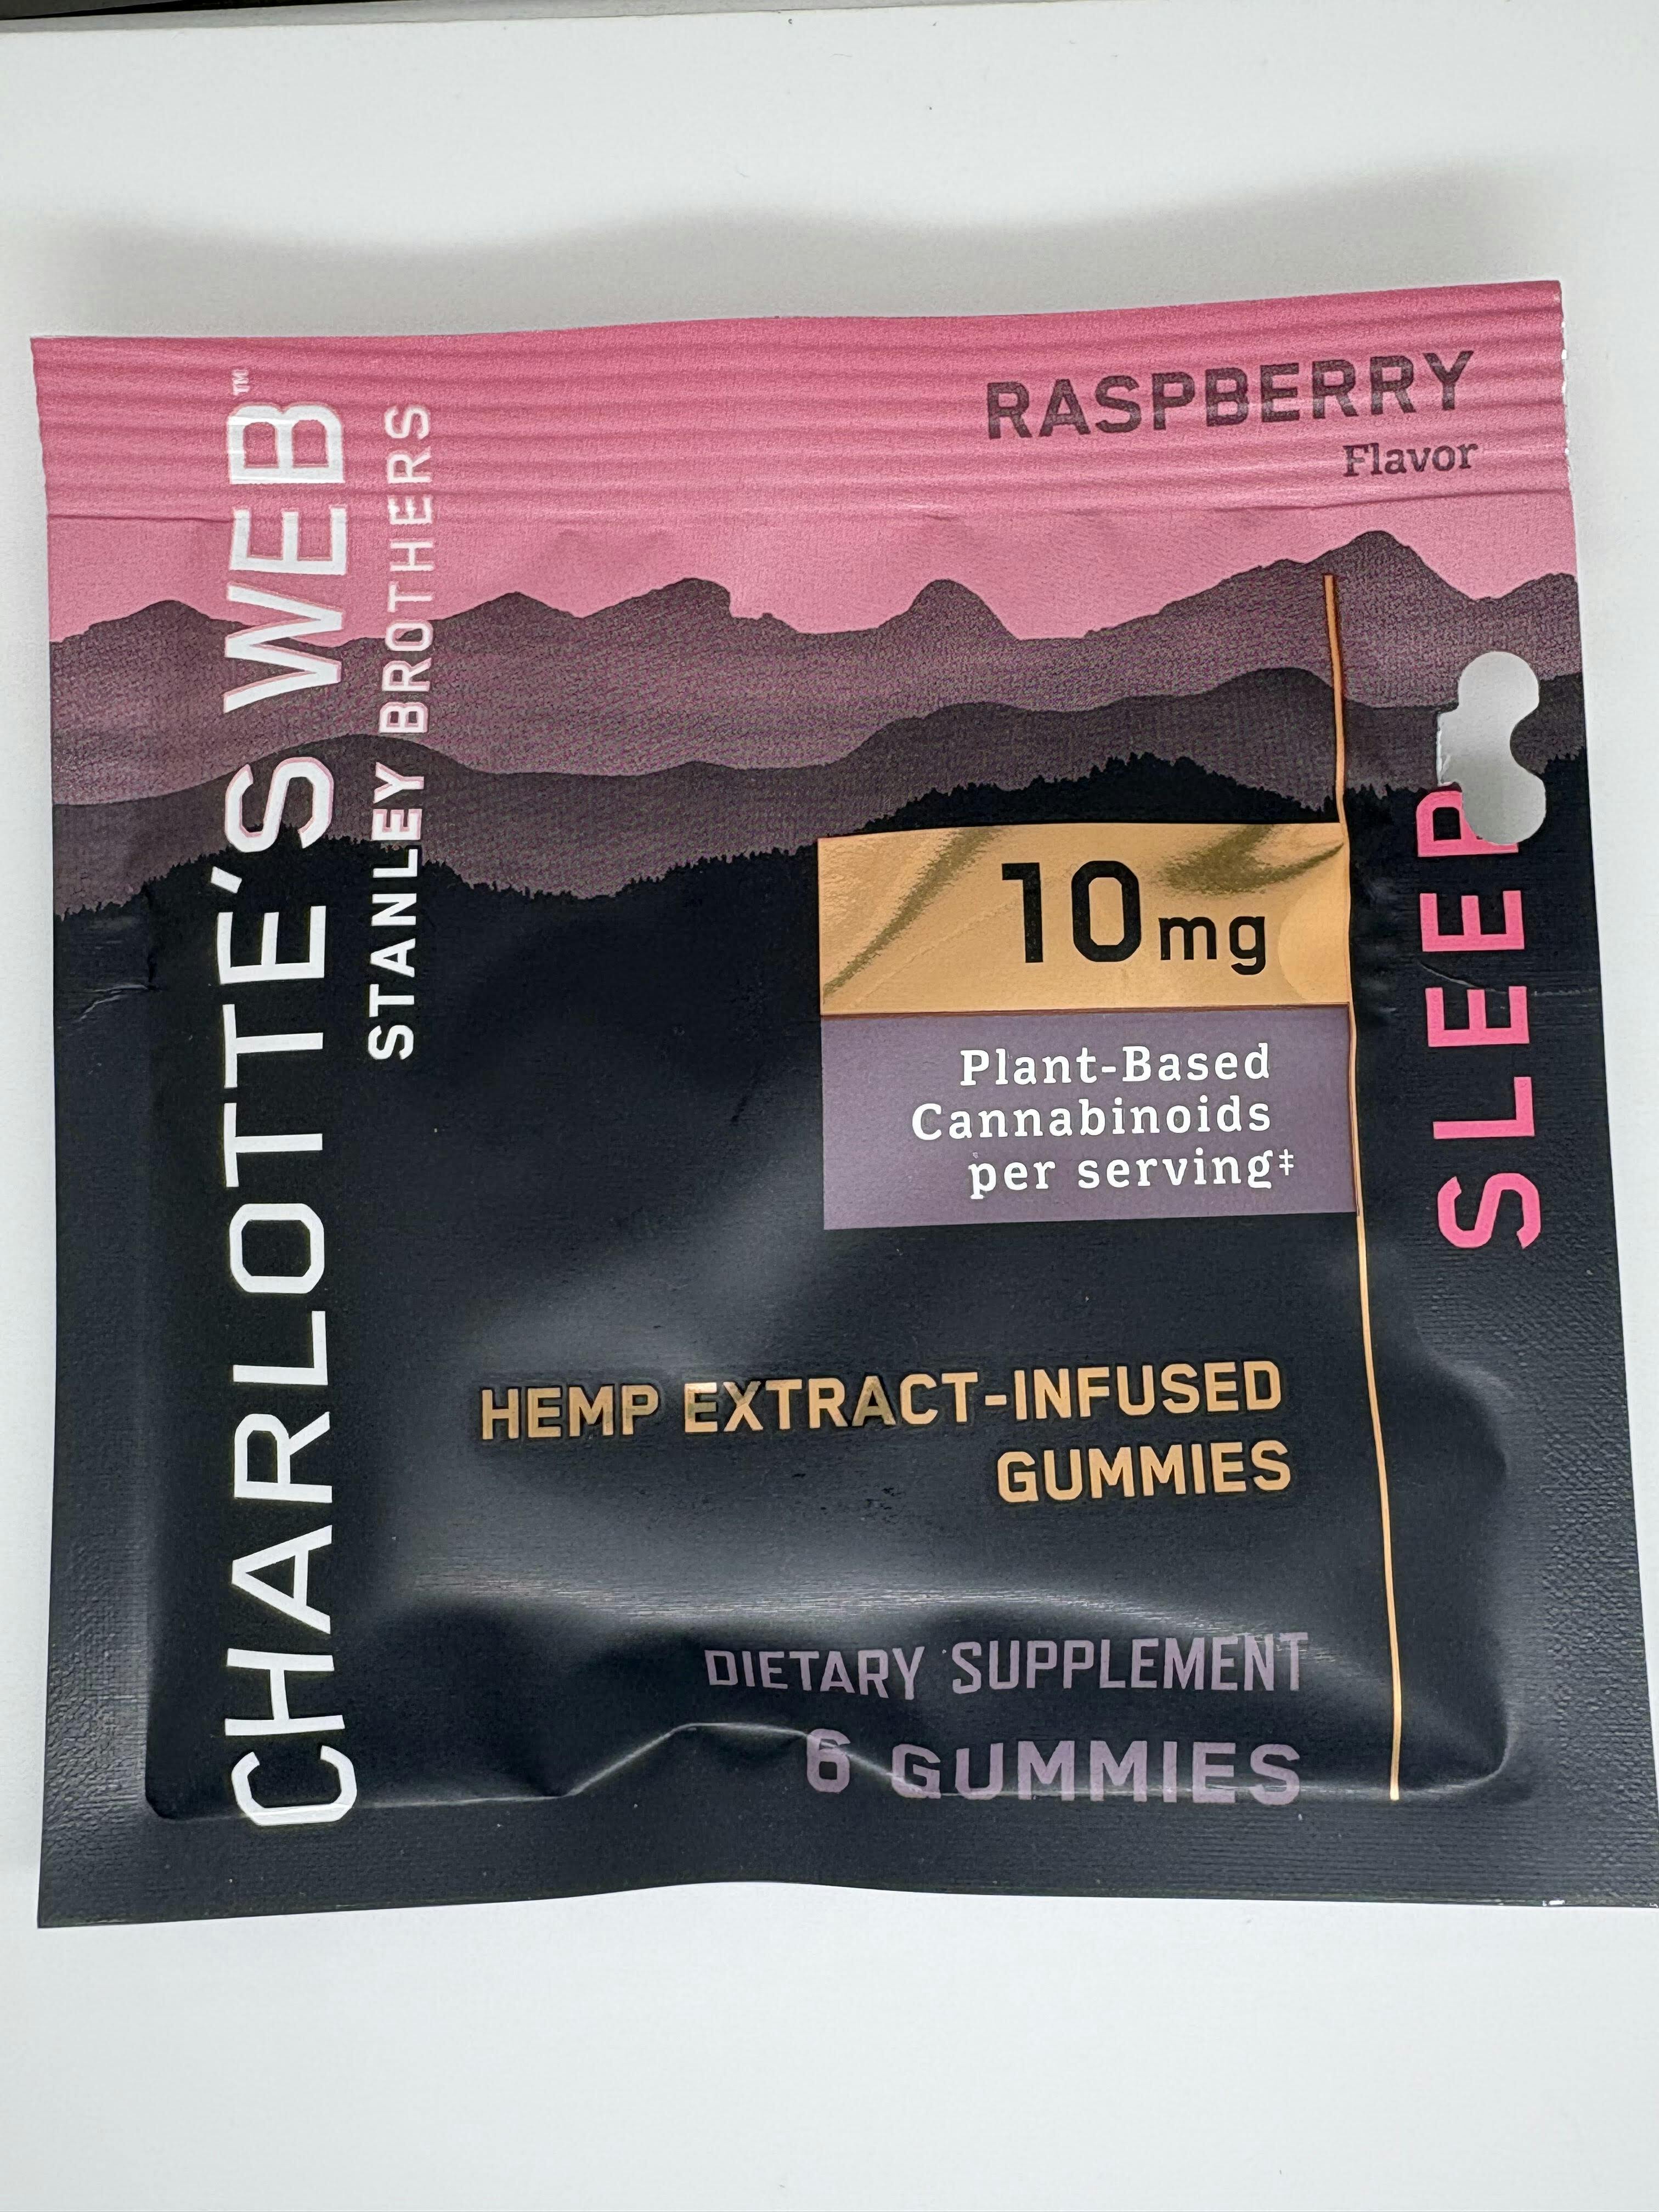 RASPBERRY
Flavor
CHARLOTTE'S WEB™
STANLEY BROTHERS
10mg
Plant-Based
Cannabinoids
per serving‡
SLEEP
HEMP EXTRACT-INFUSED
GUMMIES
DIETARY SUPPLEMENT
6 GUMMIES